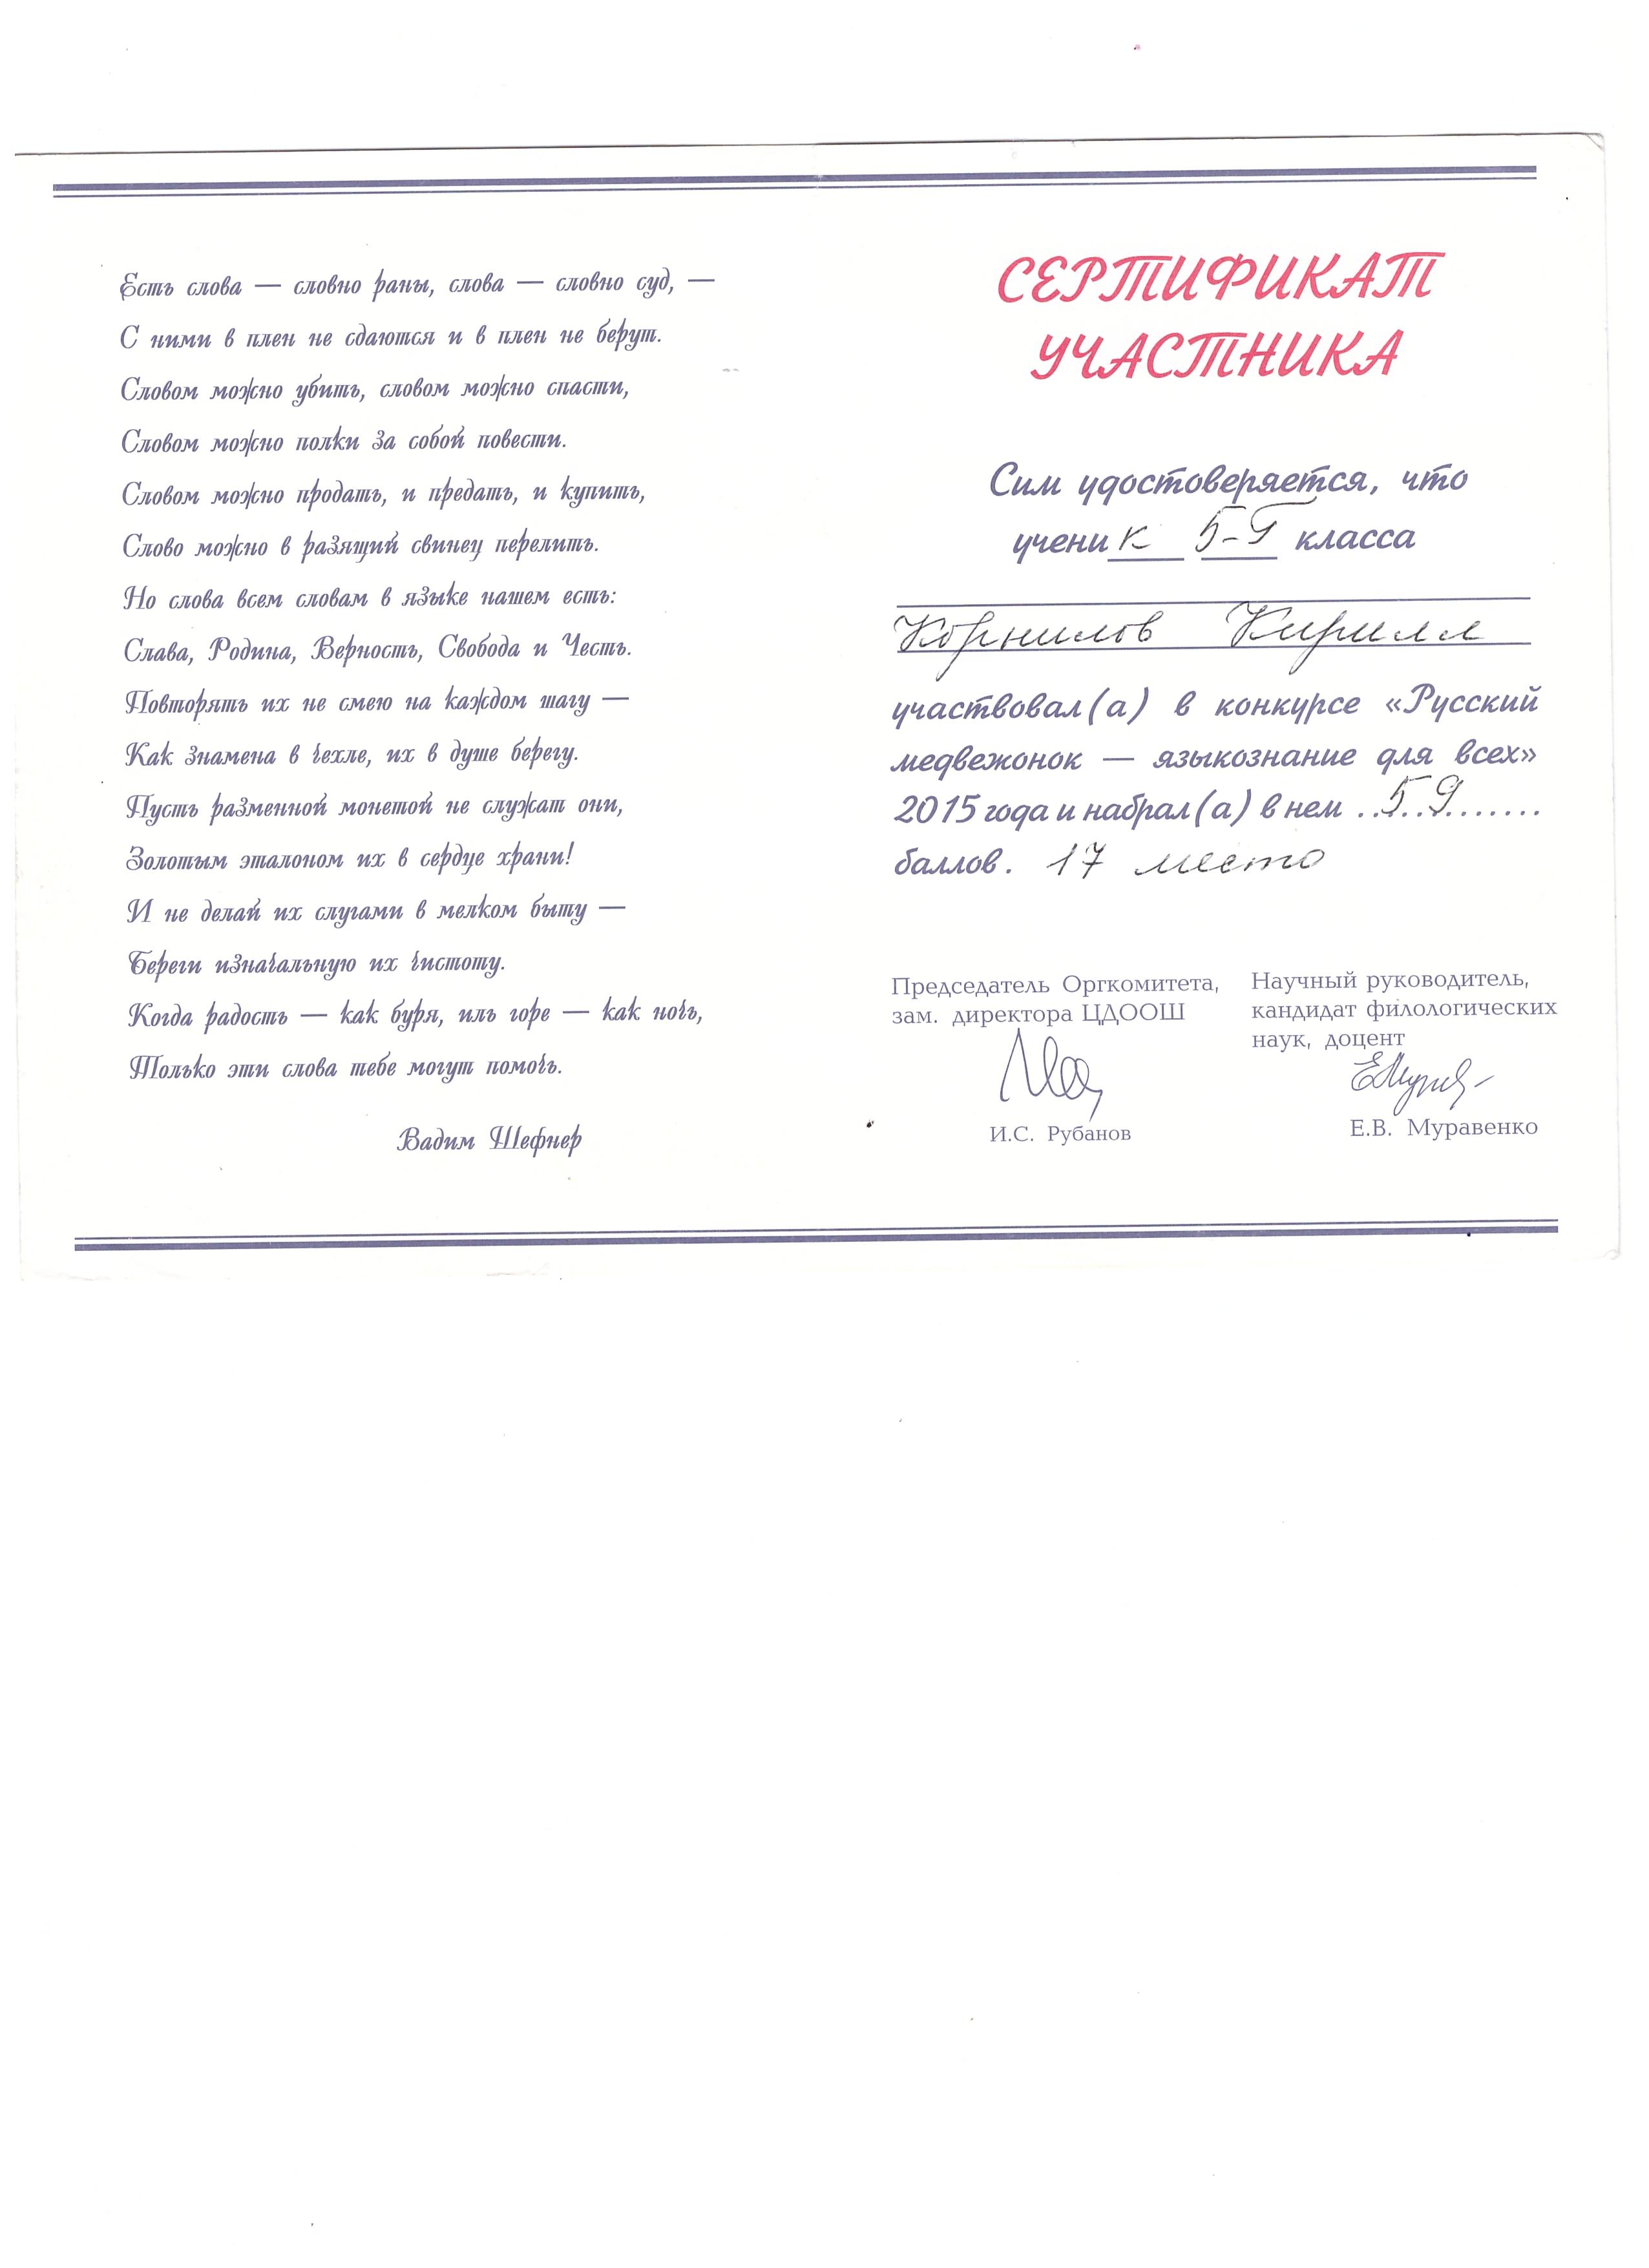 Есть слова — словно раны, слова — словно суд, —
С ними в плен не сдаются и в плен не берут.
Словом можно убить, словом можно спасти,
Словом можно полки за собой повести.
Словом можно продать, и предать, и купить,
Слово можно в разящий свинец перелить.
Но слова всем словам в языке нашем есть:
Слава, Родина, Верность, Свобода и Честь.
Повторять их не смею на каждом шагу —
Как знамена в чехле, их в душе берегу.
Пусть разменной монетой не служат они,
Золотым эталоном их в сердце храни!
И не делай их слугами в мелком быту —
Береги изначальную их чистоту.
Когда радость — как буря, иль горе — как ночь,
Только эти слова тебе могут помочь.
Вадим Шефнер
СЕРТИФИКАТ
УЧАСТНИКА
Сим удостоверяется, что
ученик 5-Г класса
Корнилов Кирилл
участвовал(а) в конкурсе «Русский
медвежонок — языкознание для всех»
2015 года и набрал(а) в нем ..59.......
баллов. 17 место
Председатель Оргкомитета,
зам. директора ЦДООШ
И.С. Рубанов
Научный руководитель,
кандидат филологических
наук, доцент
Е.В. Муравенко